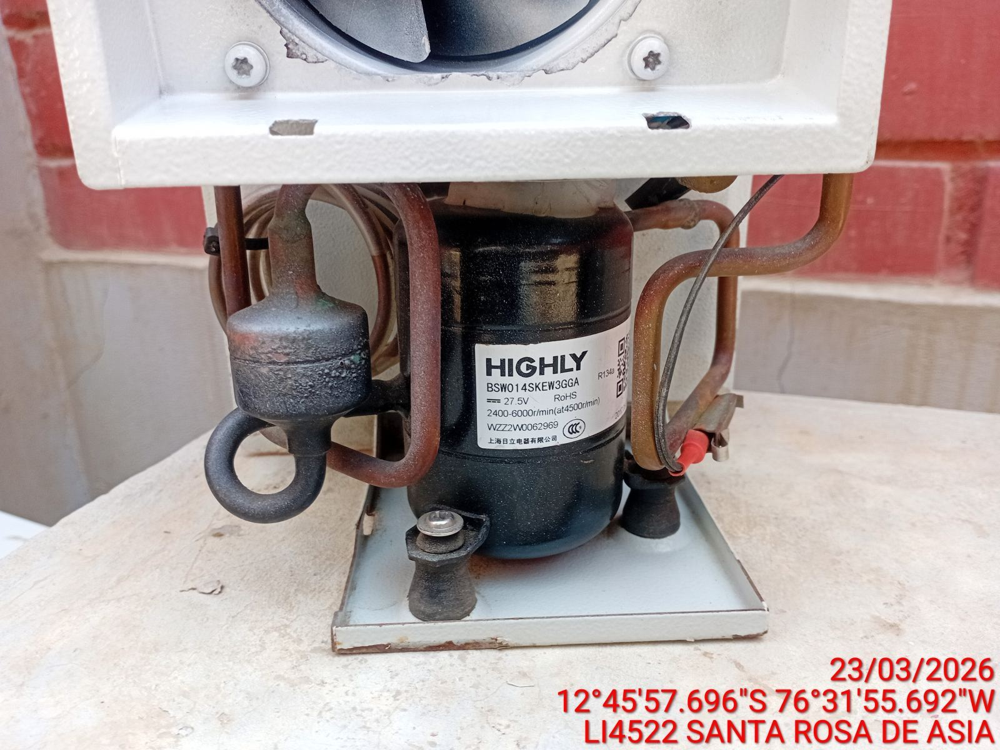 HIGHLY
BSW014SKEW3GGA
R134a
27.5V RoHS
2400-6000r/min(at4500r/min)
WZZ2W0062969
上海日立电器有限公司
23/03/2026
12°45'57.696"S 76°31'55.692"W
LI4522 SANTA ROSA DE ASIA